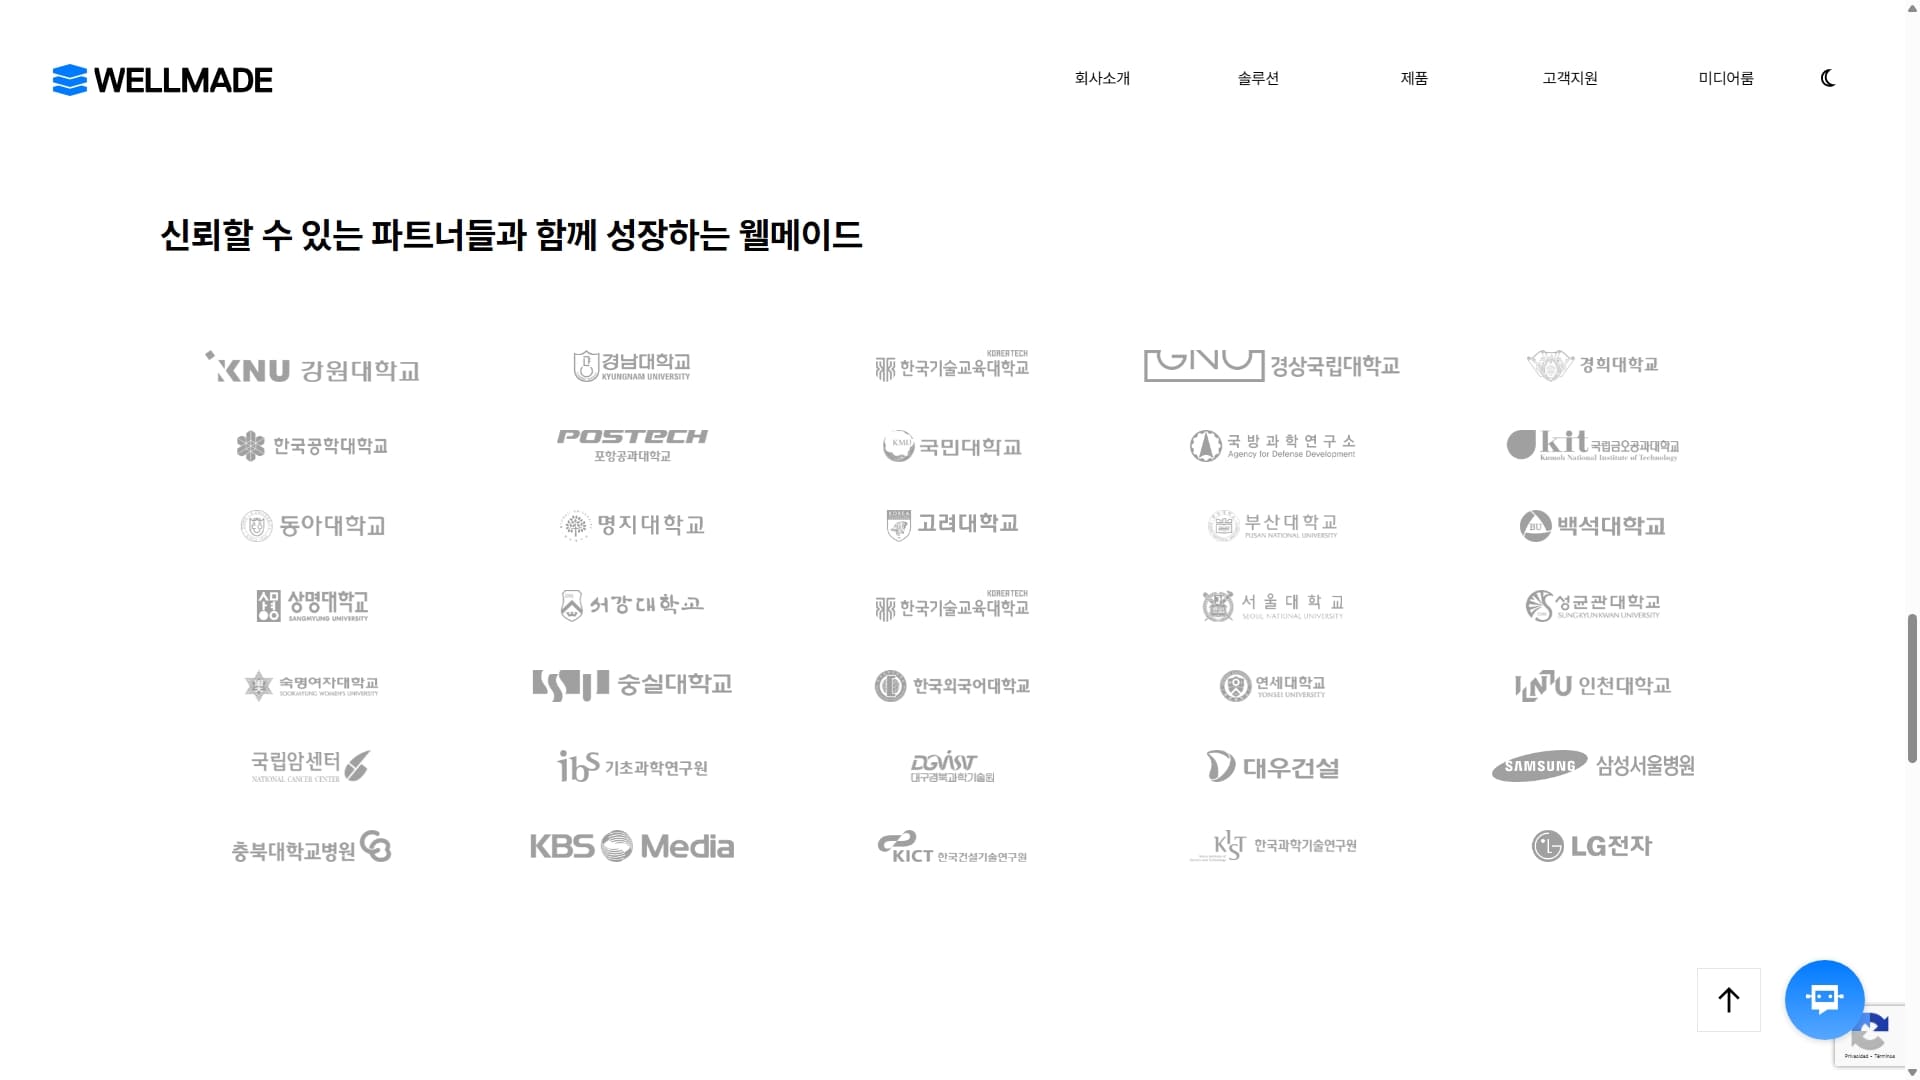 WELLMADE
회사소개
솔루션
제품
고객지원
미디어룸
신뢰할 수 있는 파트너들과 함께 성장하는 웰메이드
KNU 강원대학교
경남대학교
KYUNGNAM UNIVERSITY
KOREATECH
한국기술교육대학교
GNU 경상국립대학교
경희대학교
한국공학대학교
POSTECH
포항공과대학교
KMU 국민대학교
국방과학연구소
Agency for Defense Development
kit 국립금오공과대학교
Kumoh National Institute of Technology
동아대학교
명지대학교
KOREA
고려대학교
부산대학교
PUSAN NATIONAL UNIVERSITY
BU 백석대학교
상명
상명대학교
SANGMYUNG UNIVERSITY
서강대학교
KOREATECH
한국기술교육대학교
서울대학교
SEOUL NATIONAL UNIVERSITY
성균관대학교
SUNGKYUNKWAN UNIVERSITY
숙명여자대학교
SOOKMYUNG WOMEN'S UNIVERSITY
SSU 숭실대학교
한국외국어대학교
연세대학교
YONSEI UNIVERSITY
INU 인천대학교
국립암센터
NATIONAL CANCER CENTER
ibS 기초과학연구원
DGIST
대구경북과학기술원
대우건설
SAMSUNG 삼성서울병원
충북대학교병원
KBS Media
KICT 한국건설기술연구원
KIST 한국과학기술연구원
LG전자
Privacidad - Términos